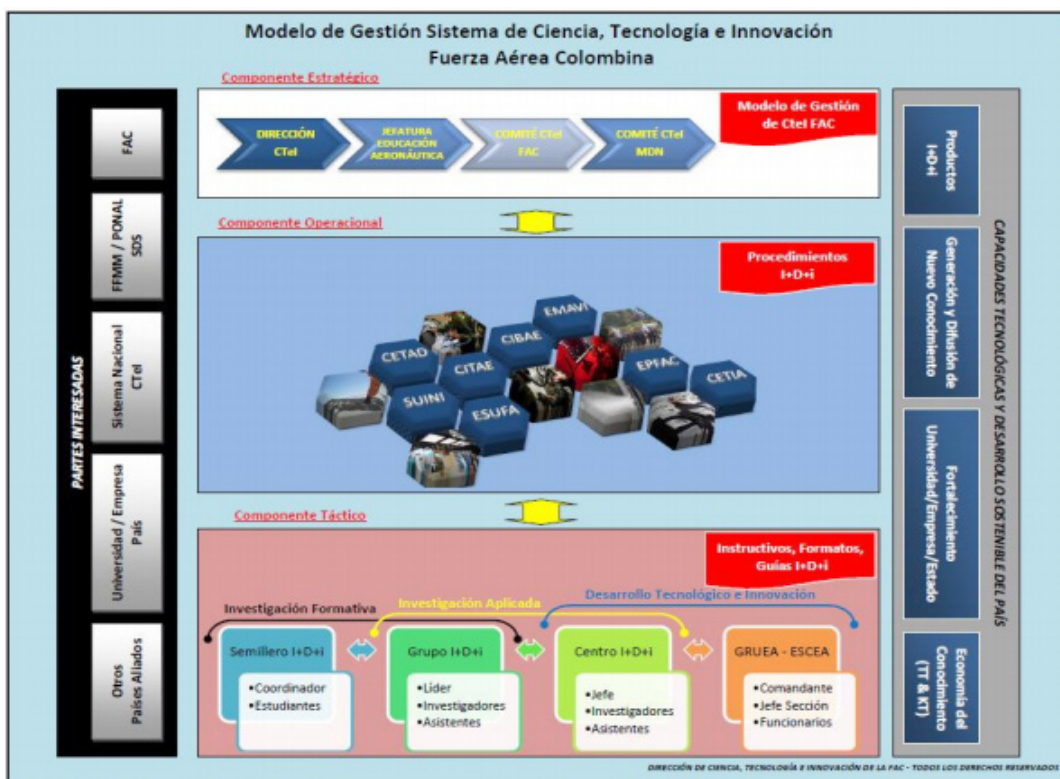 Modelo de Gestión Sistema de Ciencia, Tecnología e Innovación
Fuerza Aérea Colombina
PARTES INTERESADAS
FAC
FFMM / PONAL
SDS
Sistema Nacional
CTeI
Universidad / Empresa
País
Otros
Países Aliados
Componente Estratégico
DIRECCIÓN
CTeI
JEFATURA
EDUCACIÓN
AERONÁUTICA
COMITÉ CTeI
FAC
COMITÉ CTeI
MDN
Modelo de Gestión
de CteI FAC
Componente Operacional
Procedimientos
I+D+i
EMAVI
CIBAE
CETAD
CITAE
EPFAC
CETIA
SUINI
ESUFA
Componente Táctico
Instructivos, Formatos,
Guías I+D+i
Investigación Formativa
Investigación Aplicada
Desarrollo Tecnológico e Innovación
Semillero I+D+i
•Coordinador
•Estudiantes
Grupo I+D+i
•Líder
•Investigadores
•Asistentes
Centro I+D+i
•Jefe
•Investigadores
•Asistentes
GRUEA - ESCEA
•Comandante
•Jefe Sección
•Funcionarios
Productos
I+D+i
Generación y Difusión de
Nuevo Conocimiento
Fortalecimiento
Universidad/Empresa/Estado
Economía del
Conocimiento
(TT & KT)
CAPACIDADES TECNOLÓGICAS Y DESARROLLO SOSTENIBLE DEL PAÍS
DIRECCIÓN DE CIENCIA, TECNOLOGÍA E INNOVACIÓN DE LA FAC - TODOS LOS DERECHOS RESERVADOS